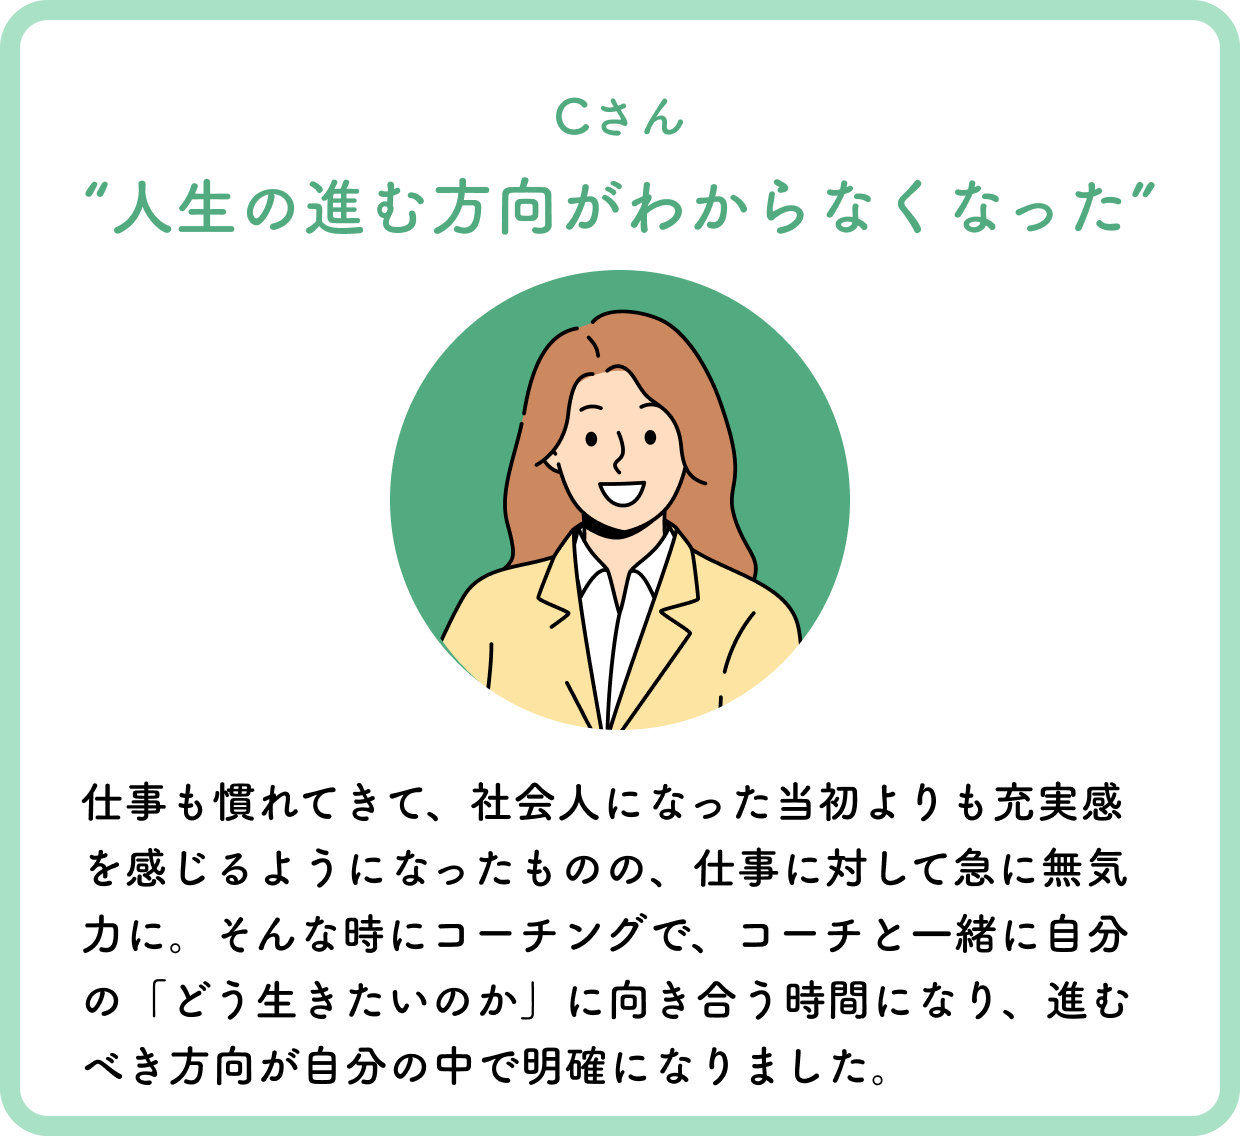 Cさん
“人生の進む方向がわからなくなった”
仕事も慣れてきて、社会人になった当初よりも充実感
を感じるようになったものの、仕事に対して急に無気
力に。そんな時にコーチングで、コーチと一緒に自分
の「どう生きたいのか」に向き合う時間になり、進む
べき方向が自分の中で明確になりました。